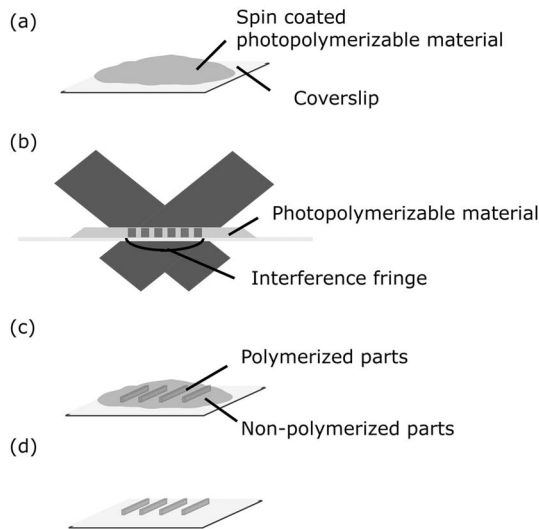 (a)
Spin coated
photopolymerizable material
Coverslip
(b)
Photopolymerizable material
Interference fringe
(c)
Polymerized parts
Non-polymerized parts
(d)